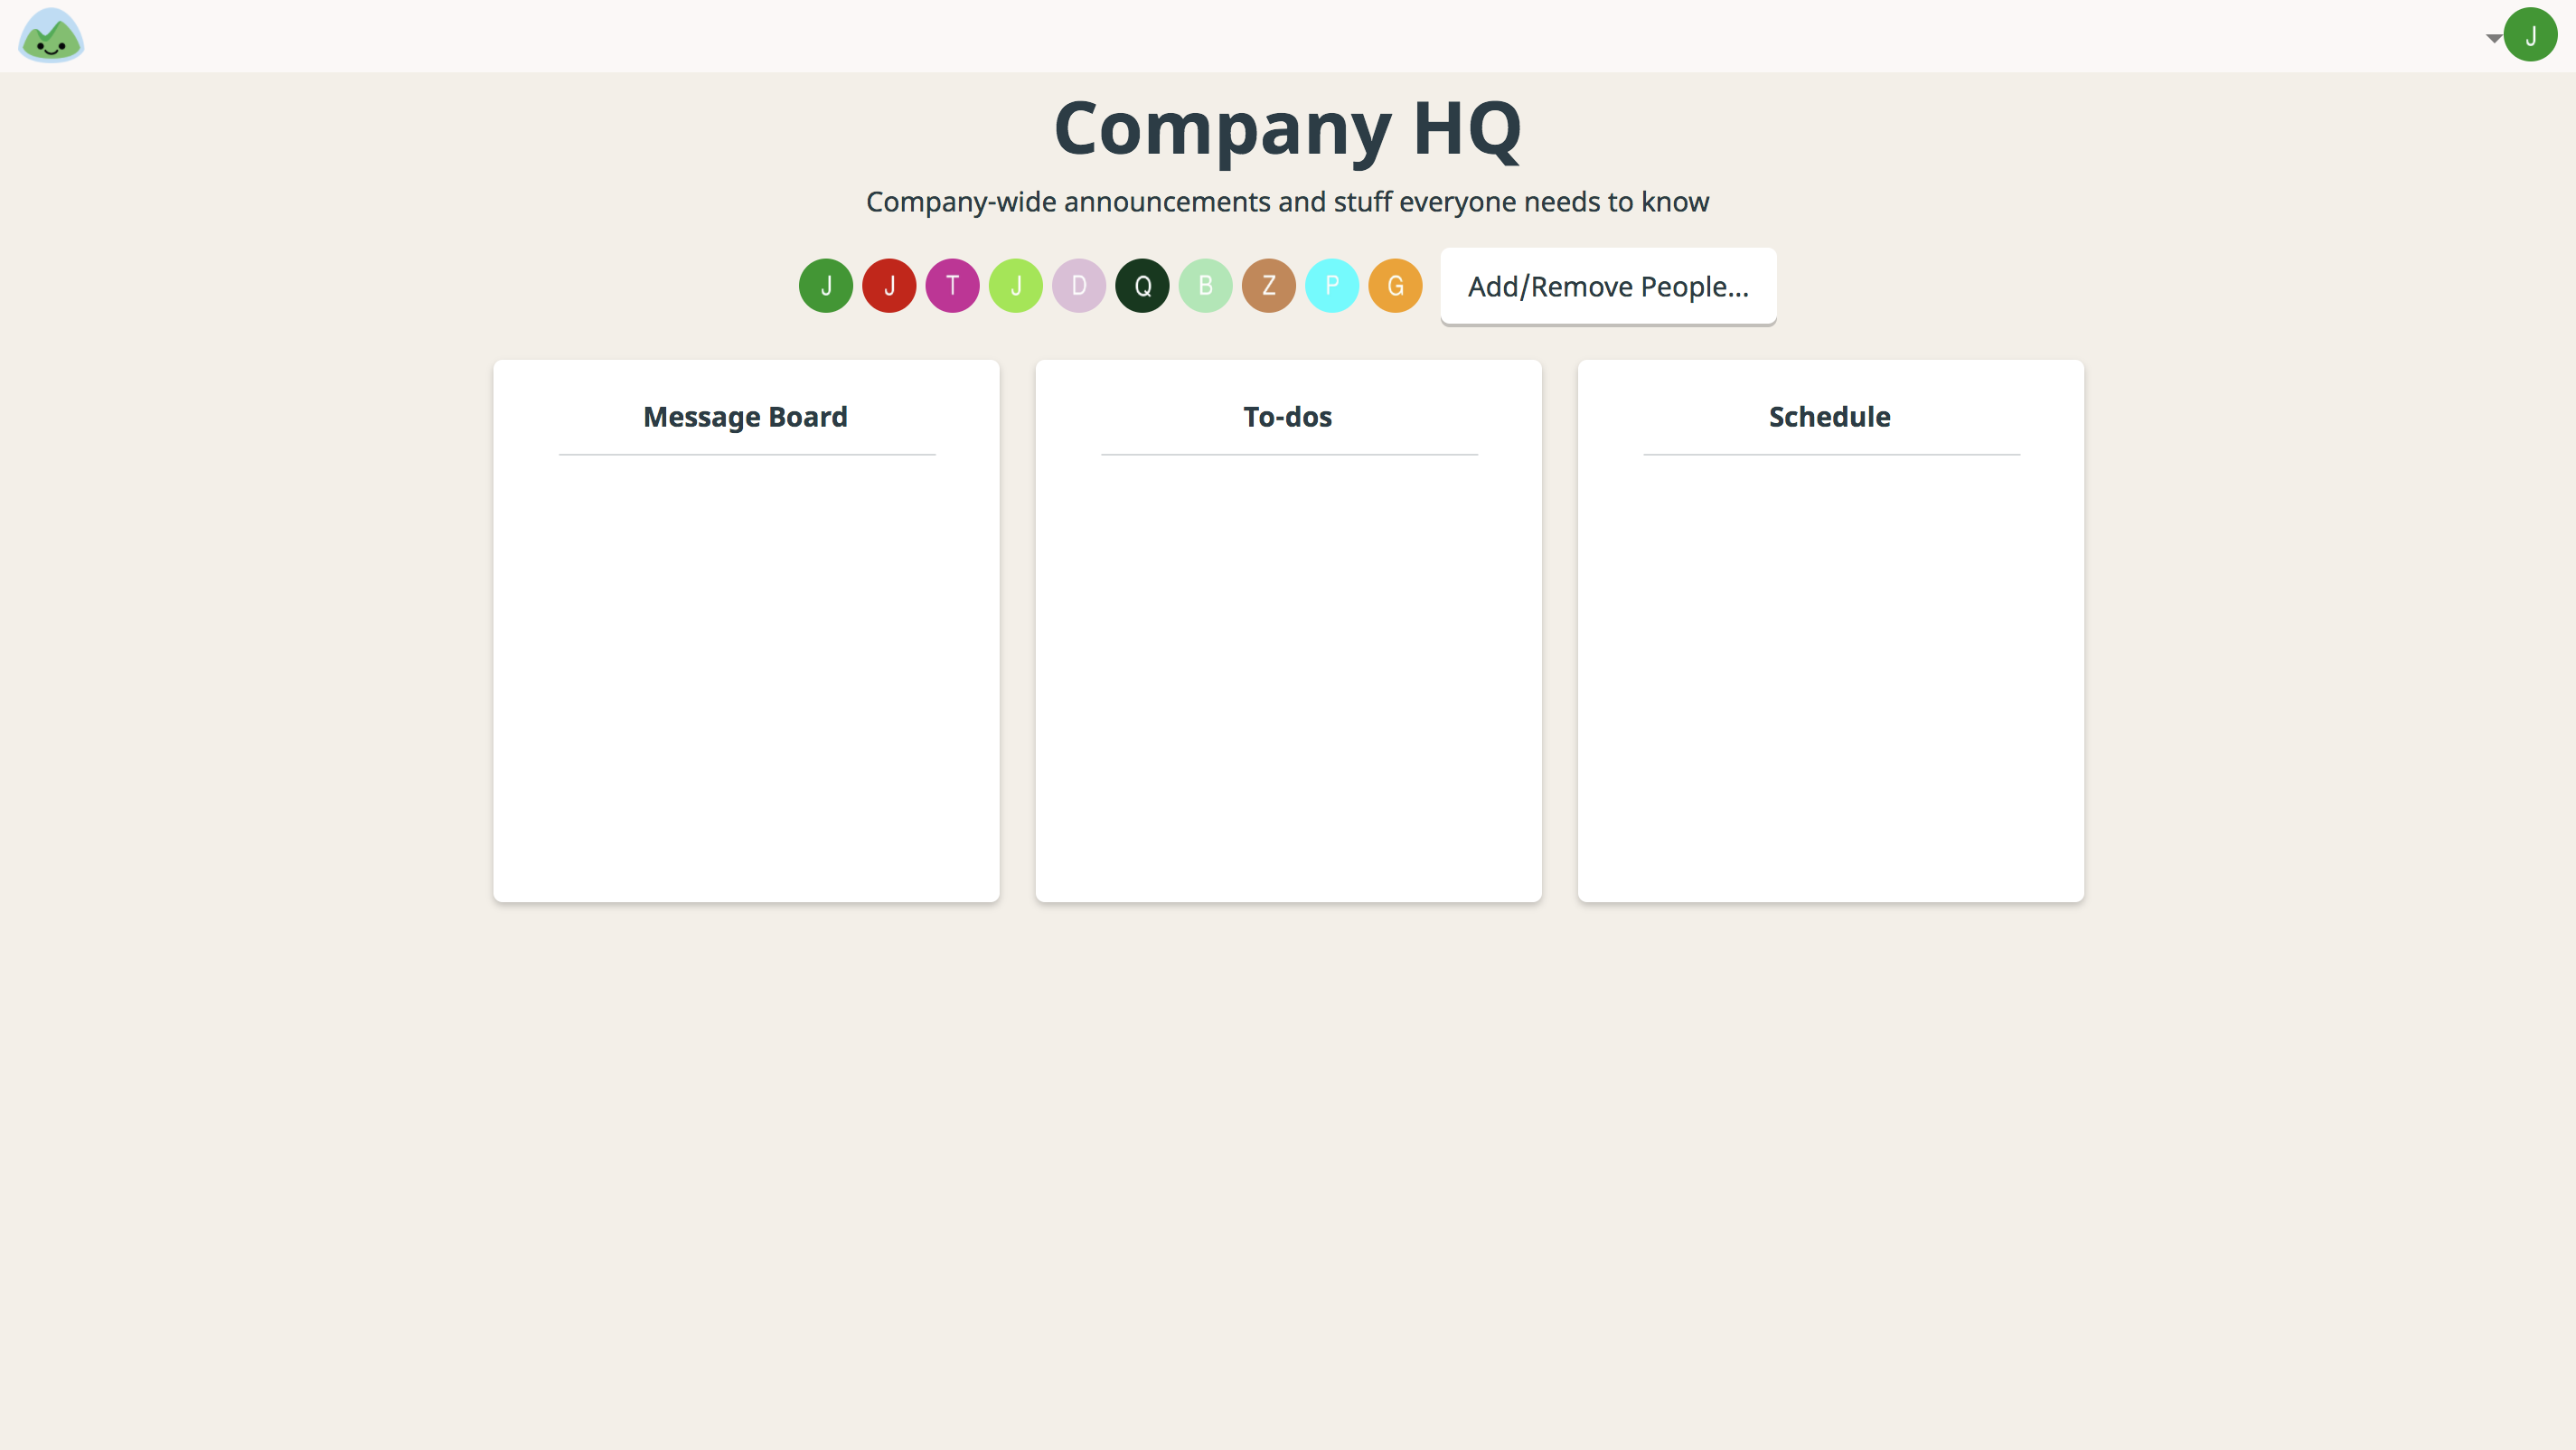 J
Company HQ
Company-wide announcements and stuff everyone needs to know
J J T J D Q B Z P G Add/Remove People...
Message Board To-dos Schedule